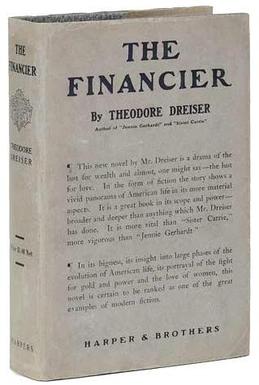 THE
FINANCIER
THEODORE
DREISER
HARPERS
THE
FINANCIER
By THEODORE DREISER
Author of "Jennie Gerhardt" and "Sister Carrie"
¶ This new novel by Mr. Dreiser is a drama of the
lust for wealth and almost, one might say—the lust
for love. In the form of fiction the story shows a
vivid panorama of American life in its more material
aspects. It is a great book in its scope and power—
broader and deeper than anything which Mr. Dreiser
has done. It is more vital than "Sister Carrie,"
more vigorous than "Jennie Gerhardt."
¶ In its bigness, its insight into large phases of the
evolution of American life, its portrayal of the fight
for gold and power and the love of women, this
novel is certain to be ranked as one of the great
examples of modern fiction.
HARPER & BROTHERS